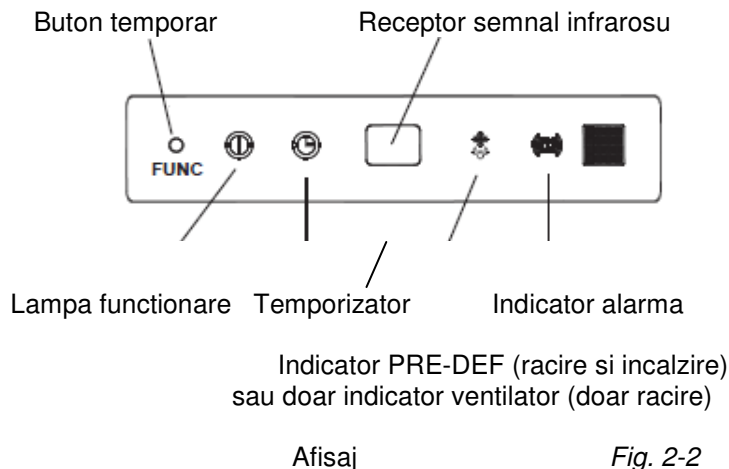 Buton temporar Receptor semnal infrarosu
FUNC
Lampa functionare Temporizator Indicator alarma
Indicator PRE-DEF (racire si incalzire)
sau doar indicator ventilator (doar racire)
Afisaj Fig. 2-2